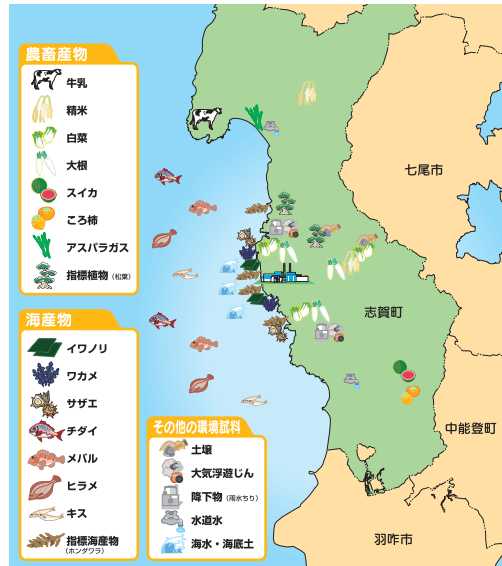 農畜産物
牛乳
精米
白菜
大根
スイカ
ころ柿
アスパラガス
指標植物（松葉）
海産物
イワノリ
ワカメ
サザエ
チダイ
メバル
ヒラメ
キス
指標海産物
（ホンダワラ）
その他の環境試料
土壌
大気浮遊じん
降下物（雨水ちり）
水道水
海水・海底土
七尾市
志賀町
中能登町
羽咋市